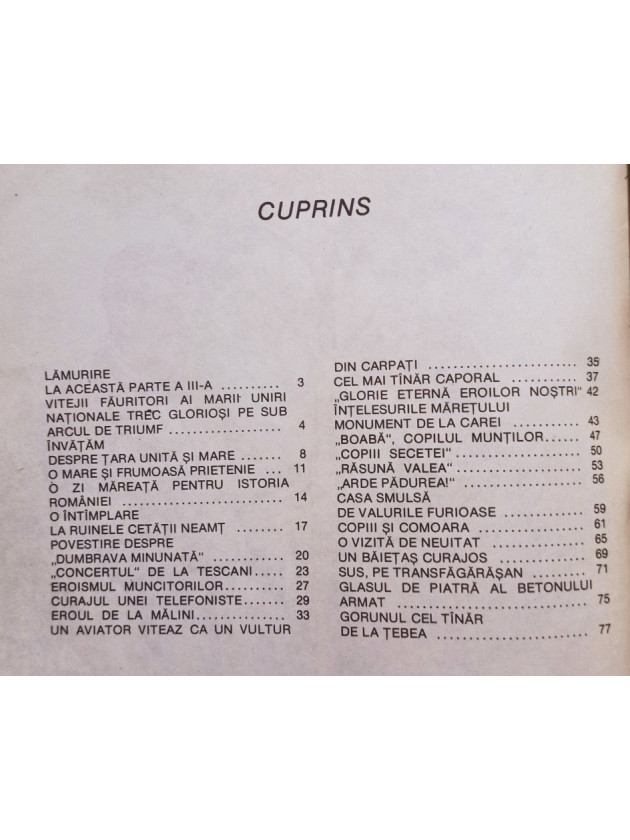 CUPRINS
LĂMURIRE
LA ACEASTĂ PARTE A III-A .......... 3
VITEJII FĂURITORI AI MARII UNIRI
NAȚIONALE TREC GLORIOȘI PE SUB
ARCUL DE TRIUMF ................. 4
ÎNVĂȚĂM
DESPRE ȚARA UNITĂ ȘI MARE ....... 8
O MARE ȘI FRUMOASĂ PRIETENIE ... 11
O ZI MĂREAȚĂ PENTRU ISTORIA
ROMÂNIEI ....................... 14
O ÎNTÎMPLARE
LA RUINELE CETĂȚII NEAMȚ ........ 17
POVESTIRE DESPRE
„DUMBRAVA MINUNATĂ“ ........... 20
„CONCERTUL“ DE LA TESCANI..... 23
EROISMUL MUNCITORILOR......... 27
CURAJUL UNEI TELEFONISTE....... 29
EROUL DE LA MĂLINI............... 33
UN AVIATOR VITEAZ CA UN VULTUR
DIN CARPAȚI ........................ 35
CEL MAI TÎNĂR CAPORAL ............ 37
„GLORIE ETERNĂ EROILOR NOȘTRI“ 42
ÎNȚELESURILE MĂREȚULUI
MONUMENT DE LA CAREI ............ 43
„BOABĂ“, COPILUL MUNȚILOR...... 47
„COPIII SECETEI“ .................... 50
„RĂSUNĂ VALEA“ .................... 53
„ARDE PĂDUREA!“ .................... 56
CASA SMULSĂ
DE VALURILE FURIOASE ............. 59
COPIII ȘI COMOARA ................. 61
O VIZITĂ DE NEUITAT ................ 65
UN BĂIEȚAȘ CURAJOS ............... 69
SUS, PE TRANSFĂGĂRĂȘAN ......... 71
GLASUL DE PIATRĂ AL BETONULUI
ARMAT ............................. 75
GORUNUL CEL TÎNĂR
DE LA ȚEBEA ........................ 77